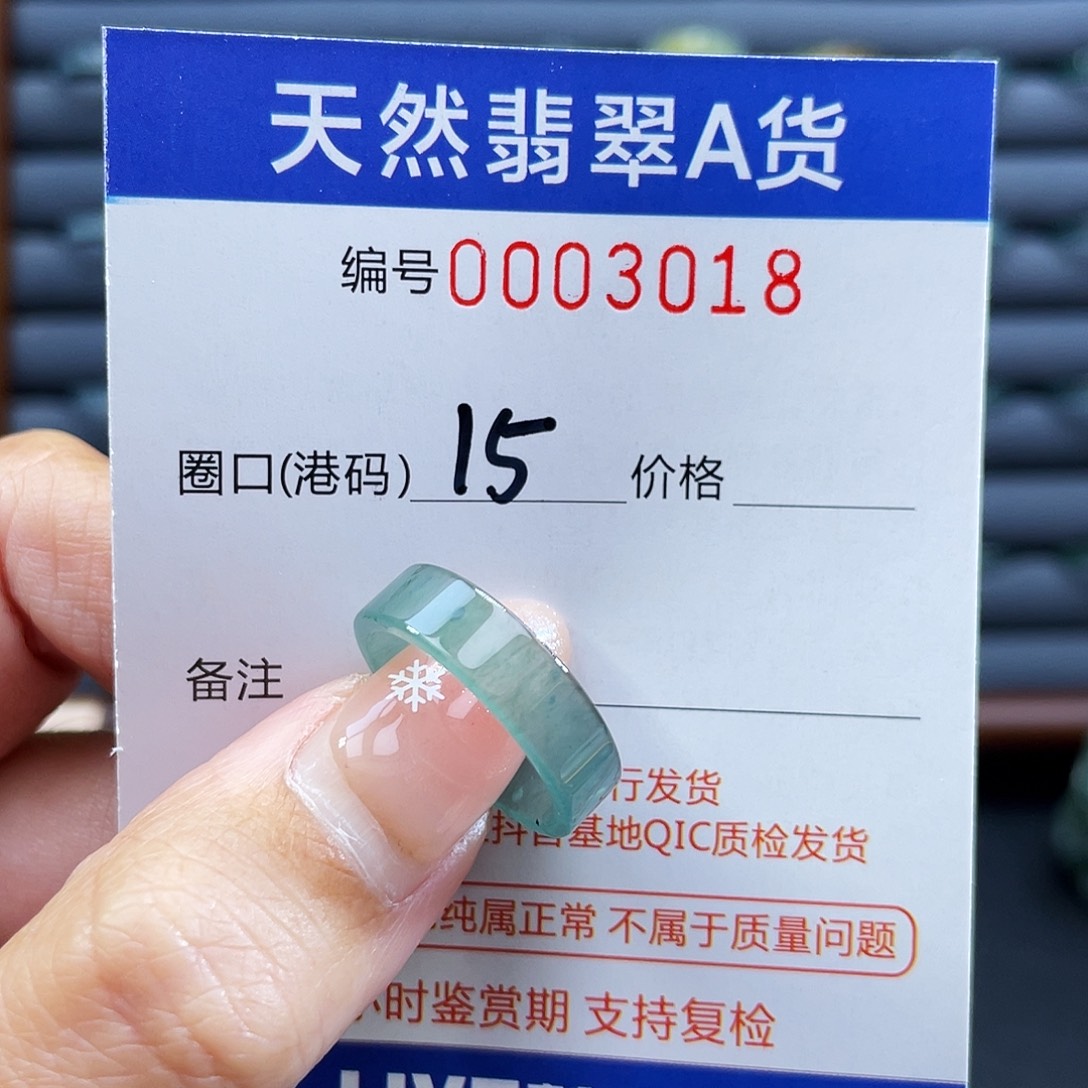 天然翡翠A货
编号0003018
圈口(港码) 15 价格
备注
行发货
抖音基地QIC质检发货
纯属正常 不属于质量问题
小时鉴赏期 支持复检